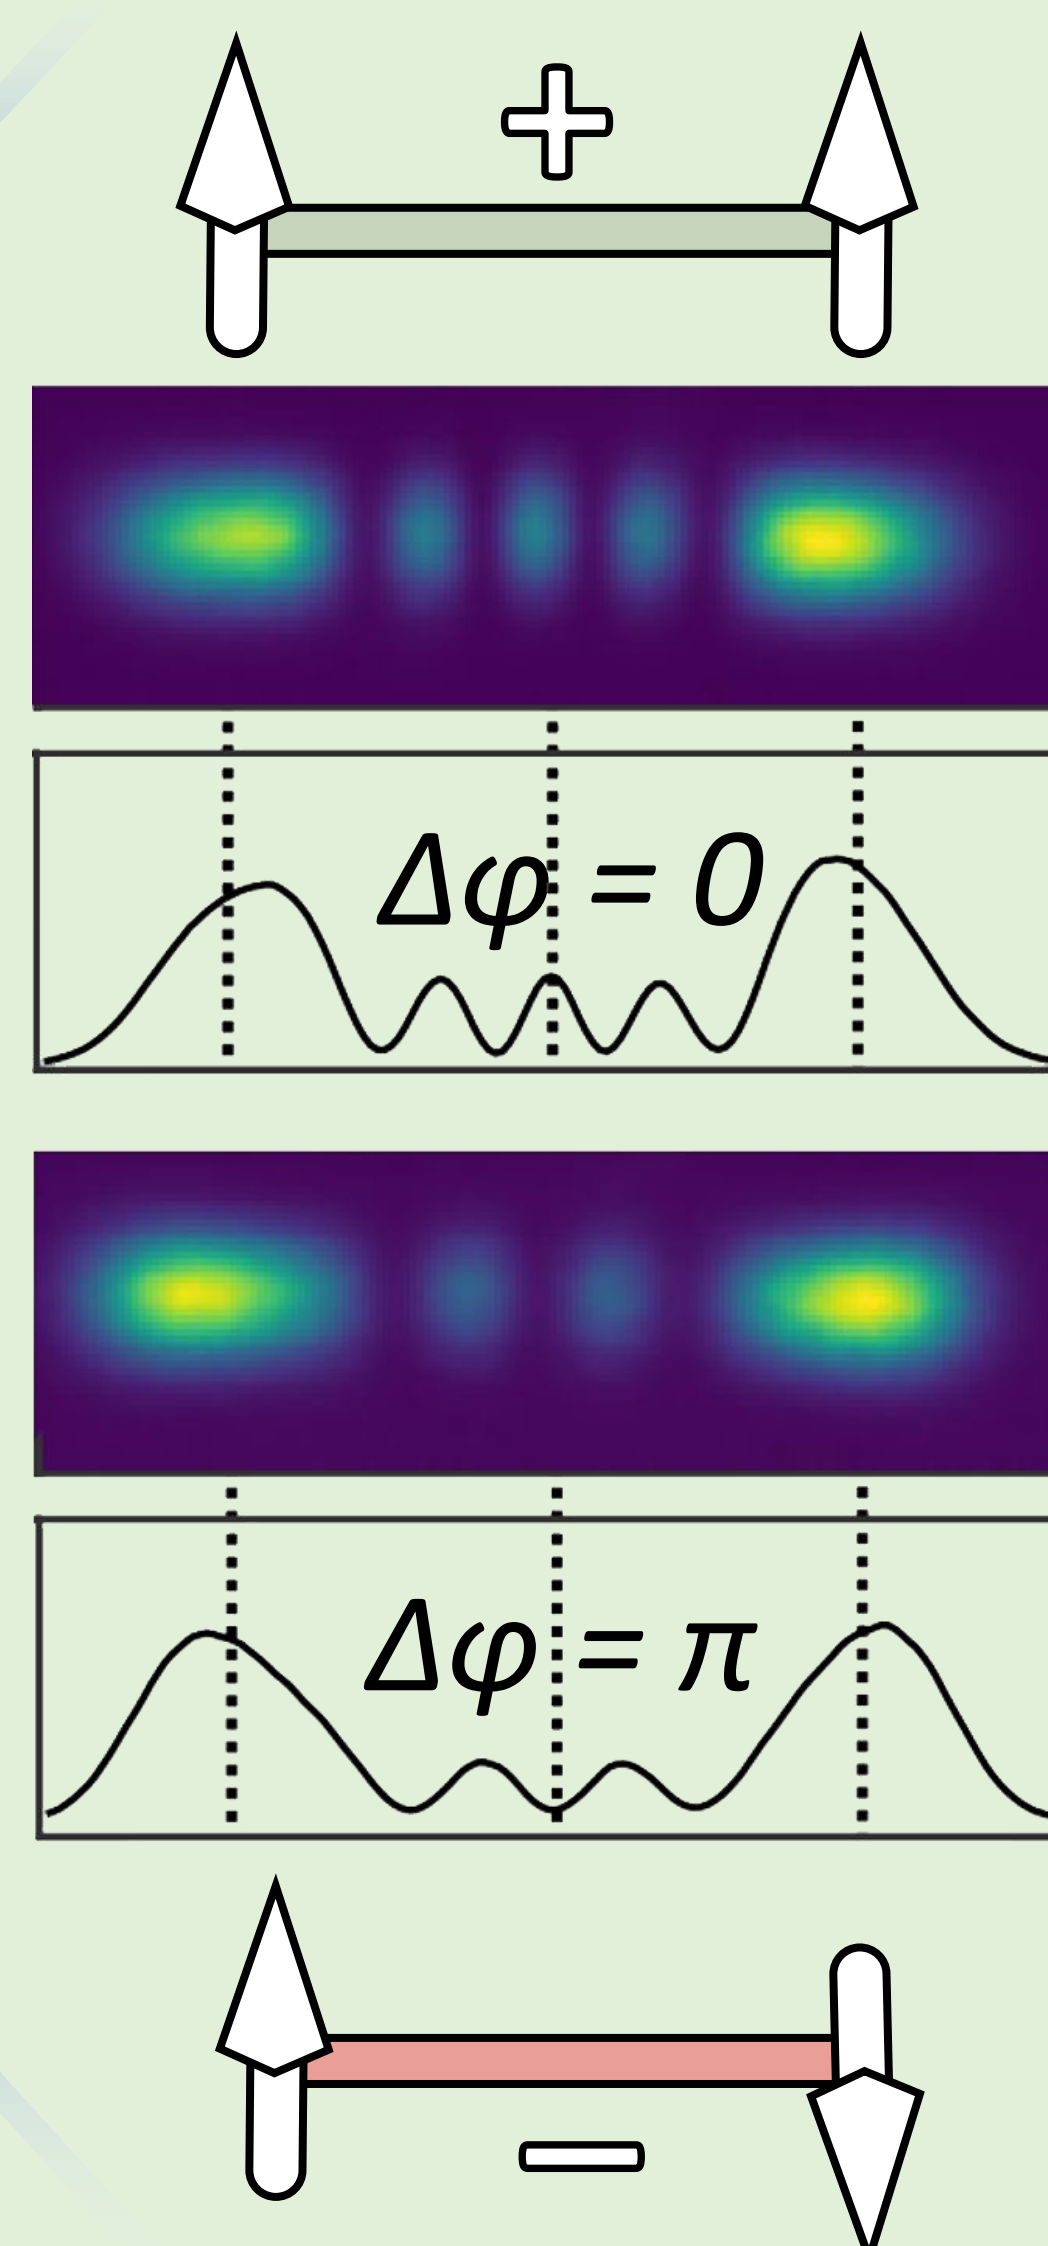 +
Δφ = 0
Δφ = π
−